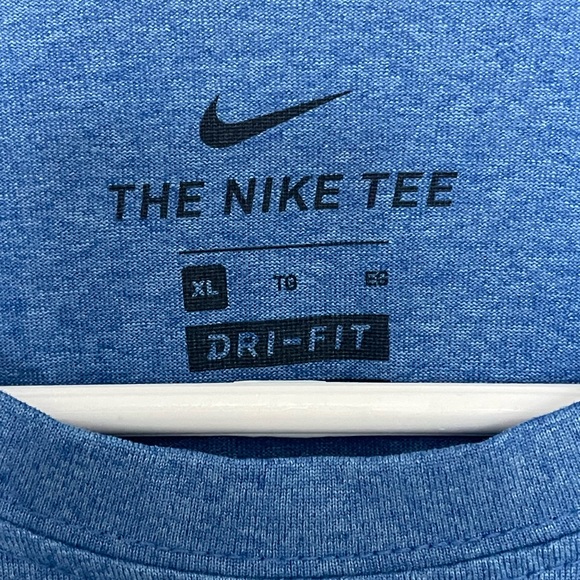 THE NIKE TEE
XL TG EG
DRI-FIT